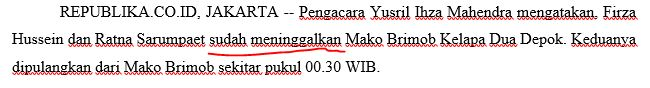 REPUBLIKA.CO.ID, JAKARTA -- Pengacara Yusril Ihza Mahendra mengatakan, Firza
Hussein dan Ratna Sarumpaet sudah meninggalkan Mako Brimob Kelapa Dua Depok. Keduanya
dipulangkan dari Mako Brimob sekitar pukul 00.30 WIB.